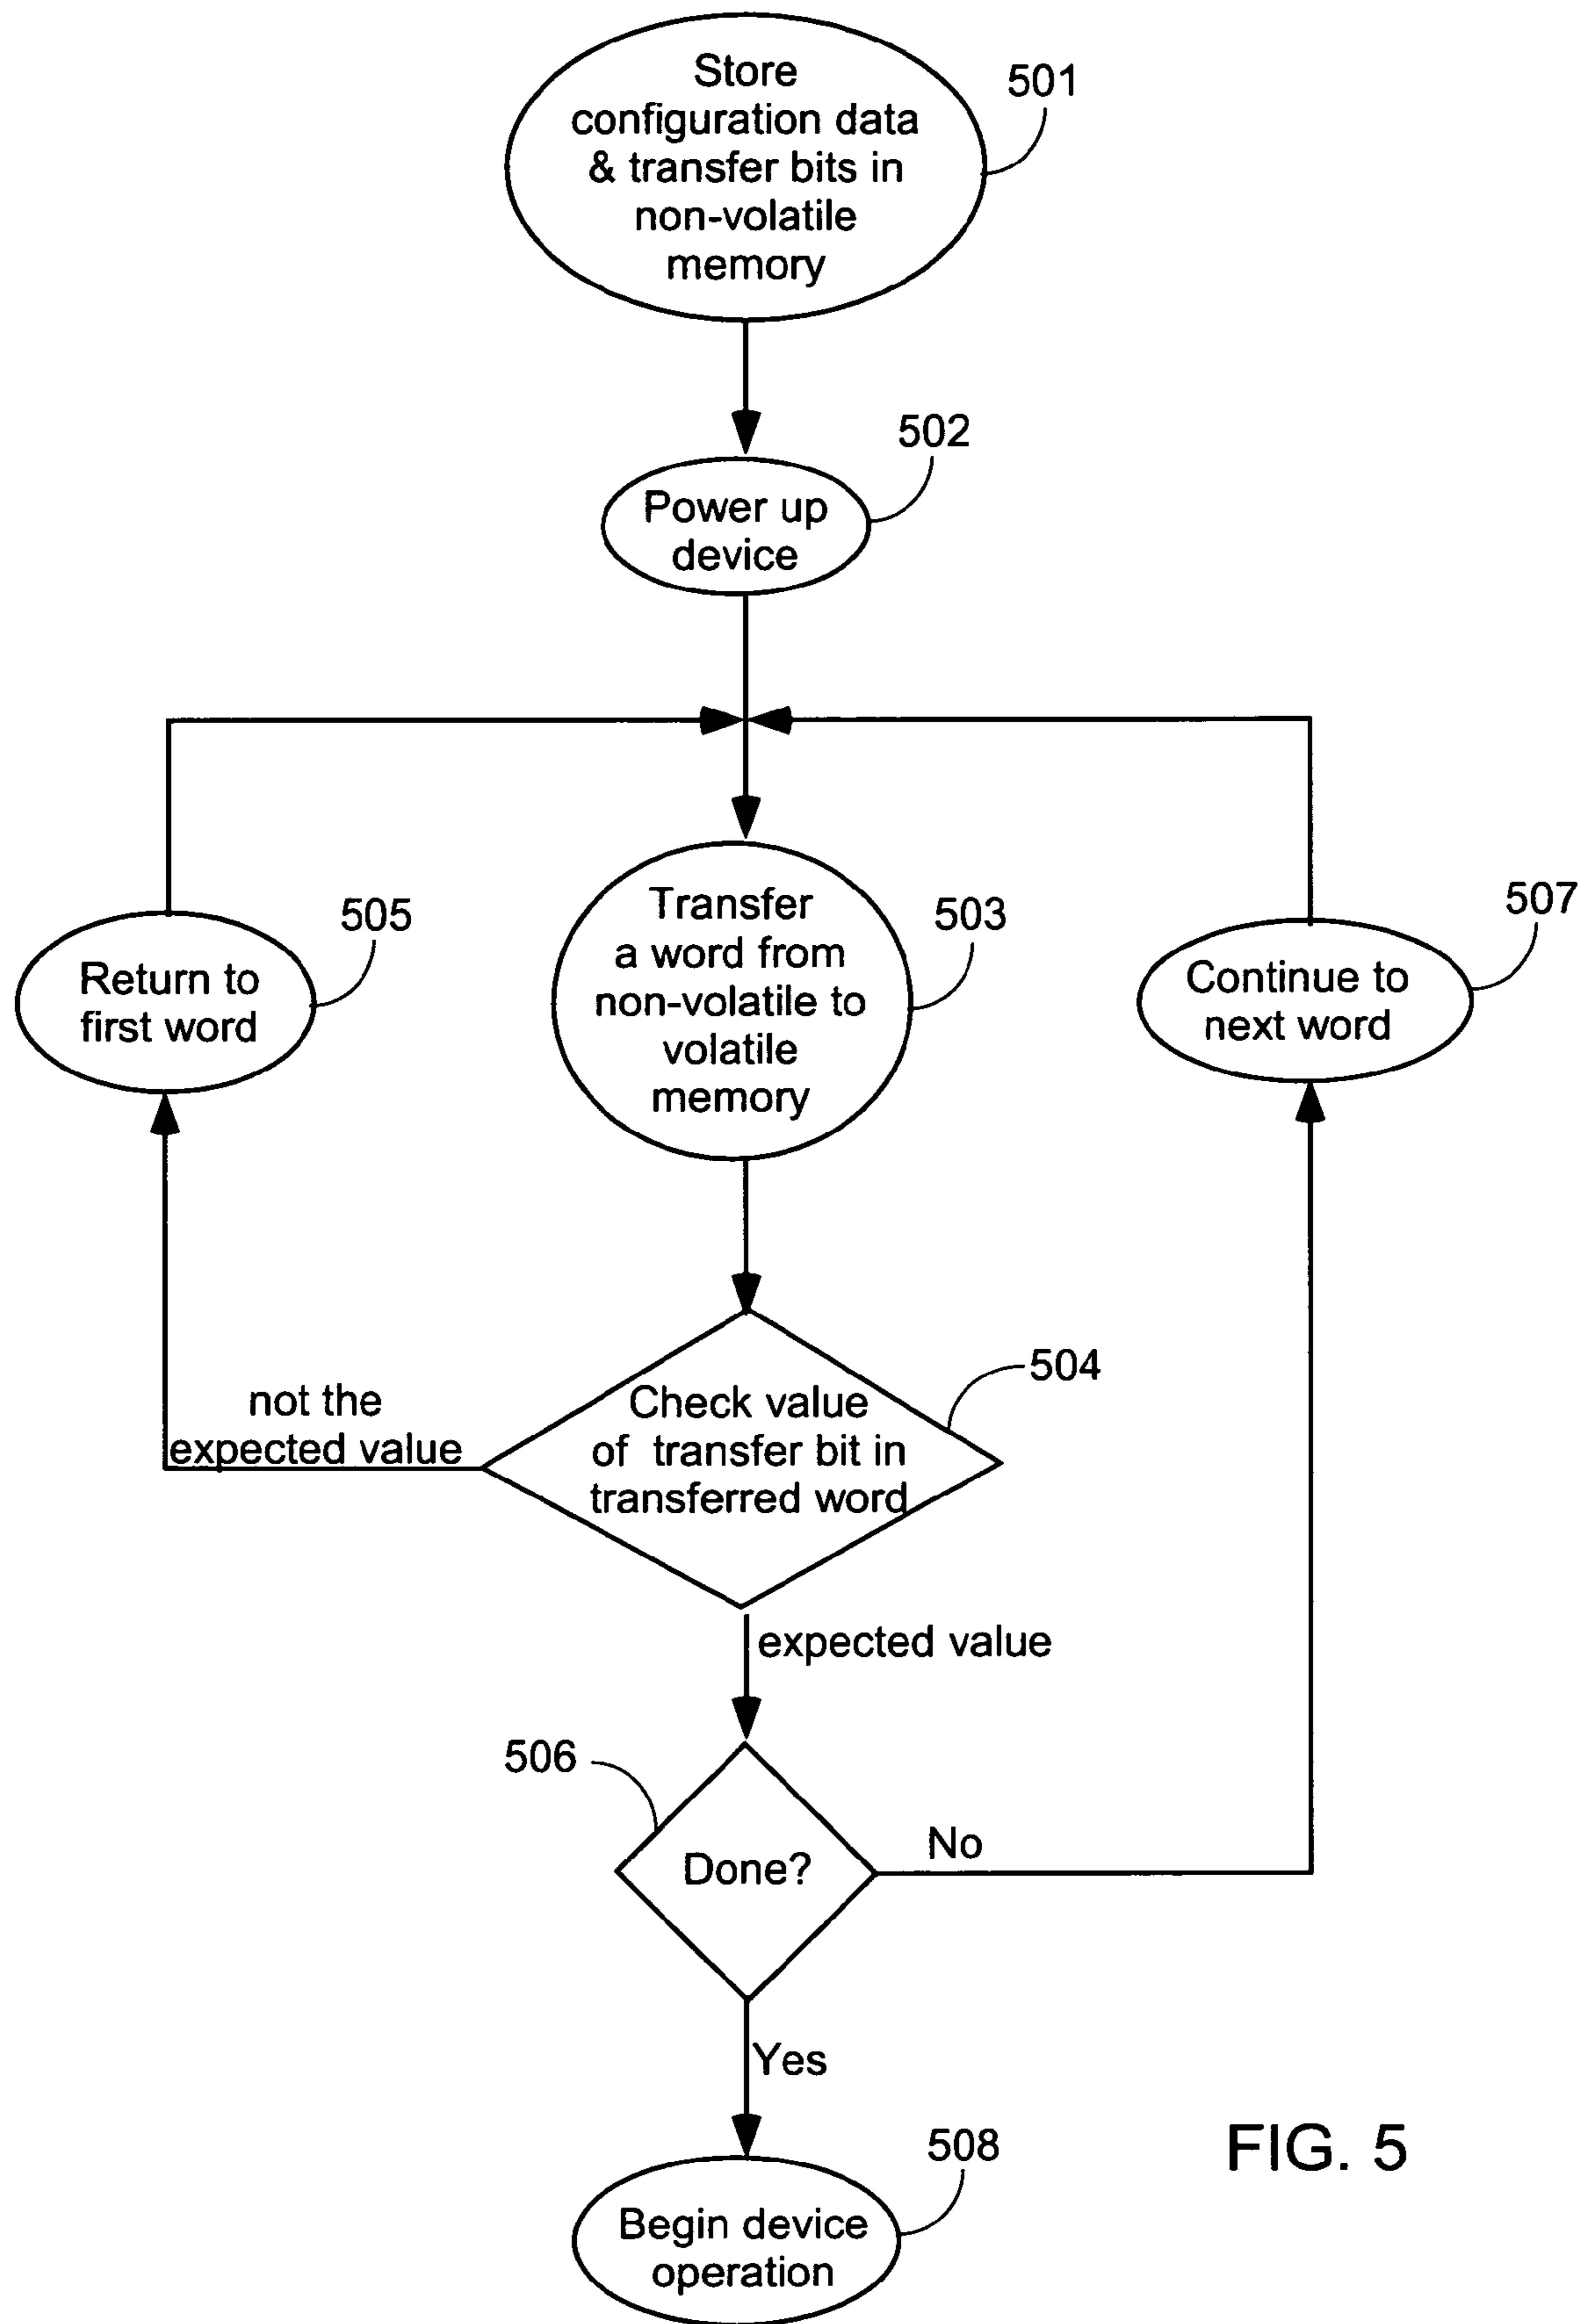 Store
configuration data
& transfer bits in
non-volatile
memory
501
502
Power up
device
505
Return to
first word
Transfer
a word from
non-volatile to
volatile
memory
503
507
Continue to
next word
504
not the
expected value
Check value
of transfer bit in
transferred word
expected value
506
Done?
No
Yes
508
Begin device
operation
FIG. 5